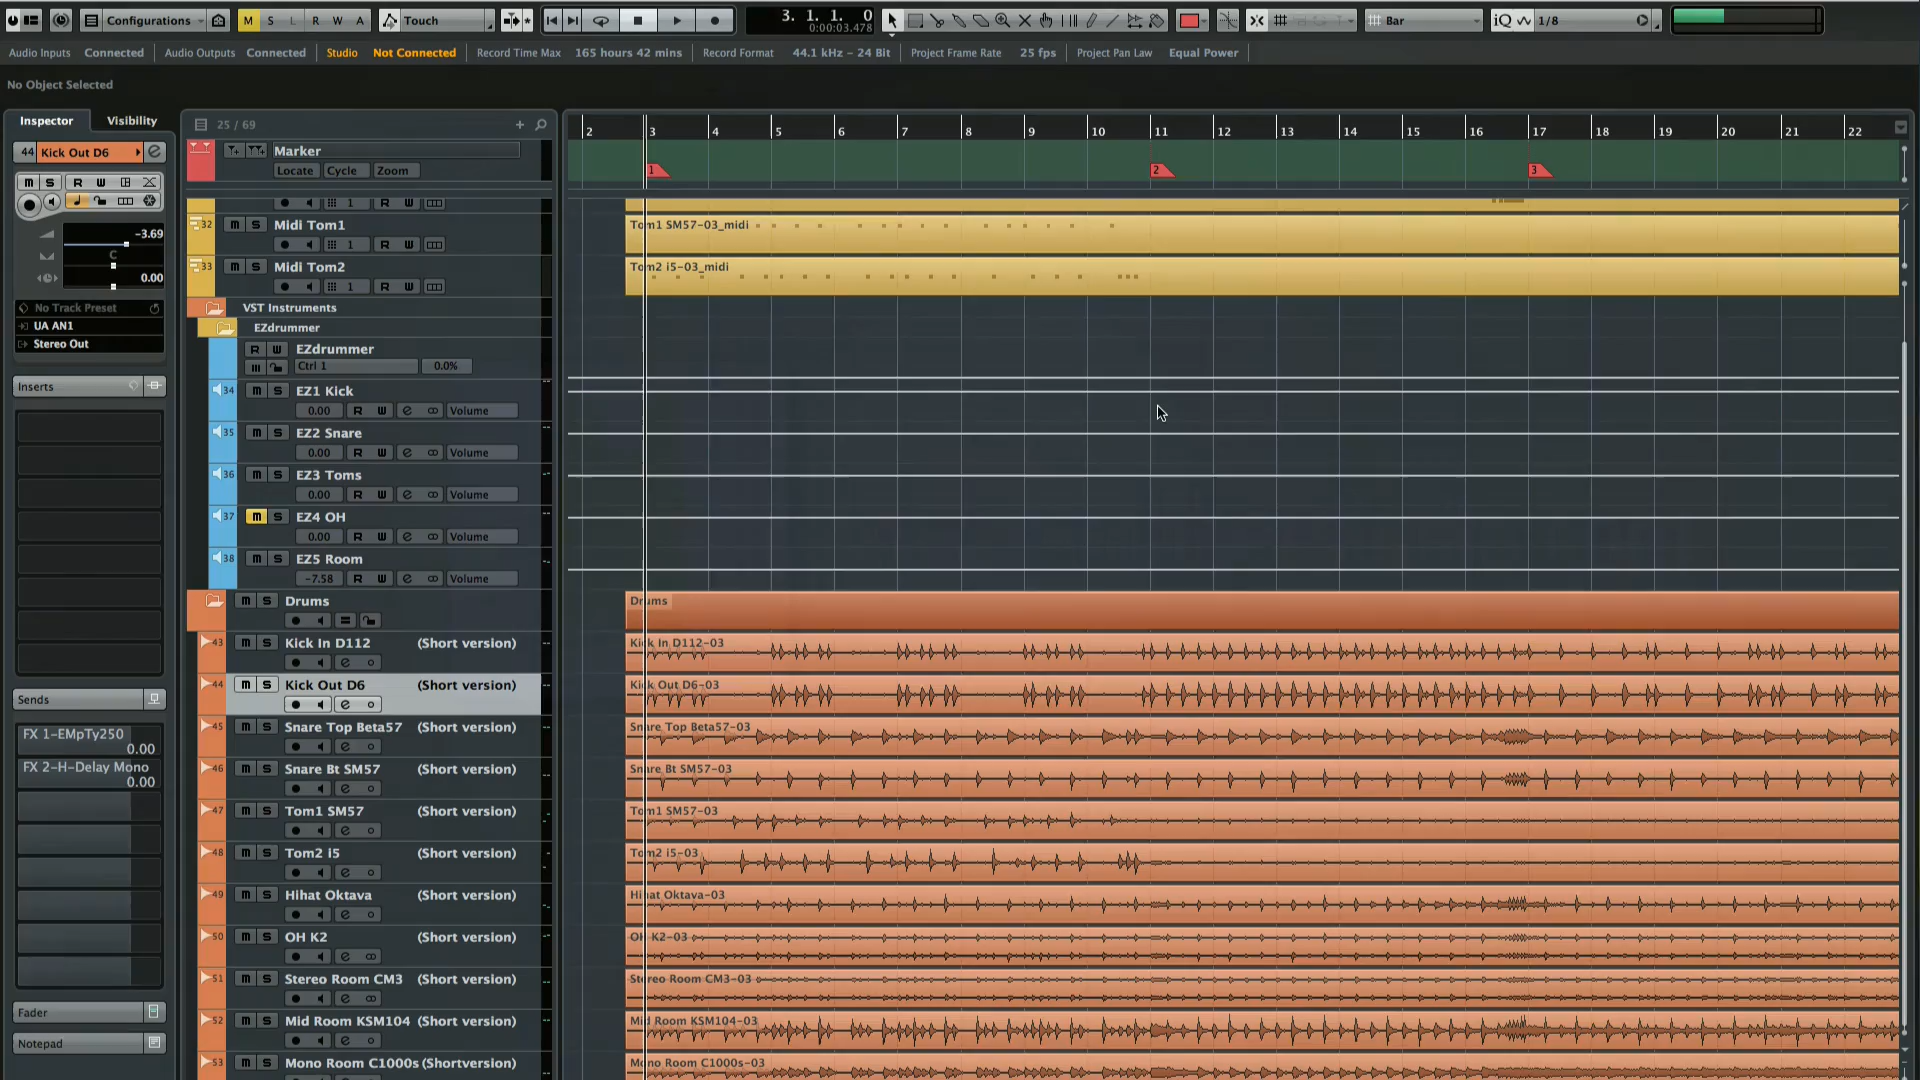 Configurations M S L R W A Touch 3. 1. 1. 0 Bar iQ 1/8
0:00:03.478
Audio Inputs Connected Audio Outputs Connected Studio Not Connected Record Time Max 165 hours 42 mins Record Format 44.1 kHz - 24 Bit Project Frame Rate 25 fps Project Pan Law Equal Power
No Object Selected
Inspector Visibility 25 / 69
2 3 4 5 6 7 8 9 10 11 12 13 14 15 16 17 18 19 20 21 22
44 Kick Out D6
Marker
Locate Cycle Zoom
1 2 3
M S R W
-3.69
C
0.00
No Track Preset
UA AN1
Stereo Out
Inserts
Sends
FX 1-EMpTy250
0.00
FX 2-H-Delay Mono
0.00
Fader
Notepad
1 R W
32 m S Midi Tom1
1 R W
33 m S Midi Tom2
1 R W
VST Instruments
EZdrummer
R W EZdrummer
Ctrl 1 0.0%
34 m S EZ1 Kick
0.00 R W Volume
35 m S EZ2 Snare
0.00 R W Volume
36 m S EZ3 Toms
0.00 R W Volume
37 m S EZ4 OH
0.00 R W Volume
38 m S EZ5 Room
-7.58 R W Volume
m S Drums
43 m S Kick In D112 (Short version)
44 m S Kick Out D6 (Short version)
45 m S Snare Top Beta57 (Short version)
46 m S Snare Bt SM57 (Short version)
47 m S Tom1 SM57 (Short version)
48 m S Tom2 i5 (Short version)
49 m S Hihat Oktava (Short version)
50 m S OH K2 (Short version)
51 m S Stereo Room CM3 (Short version)
52 m S Mid Room KSM104 (Short version)
53 m S Mono Room C1000s (Shortversion)
Tom1 SM57-03_midi
Tom2 i5-03_midi
Drums
Kick In D112-03
Kick Out D6-03
Snare Top Beta57-03
Snare Bt SM57-03
Tom1 SM57-03
Tom2 i5-03
Hihat Oktava-03
OH K2-03
Stereo Room CM3-03
Mid Room KSM104-03
Mono Room C1000s-03